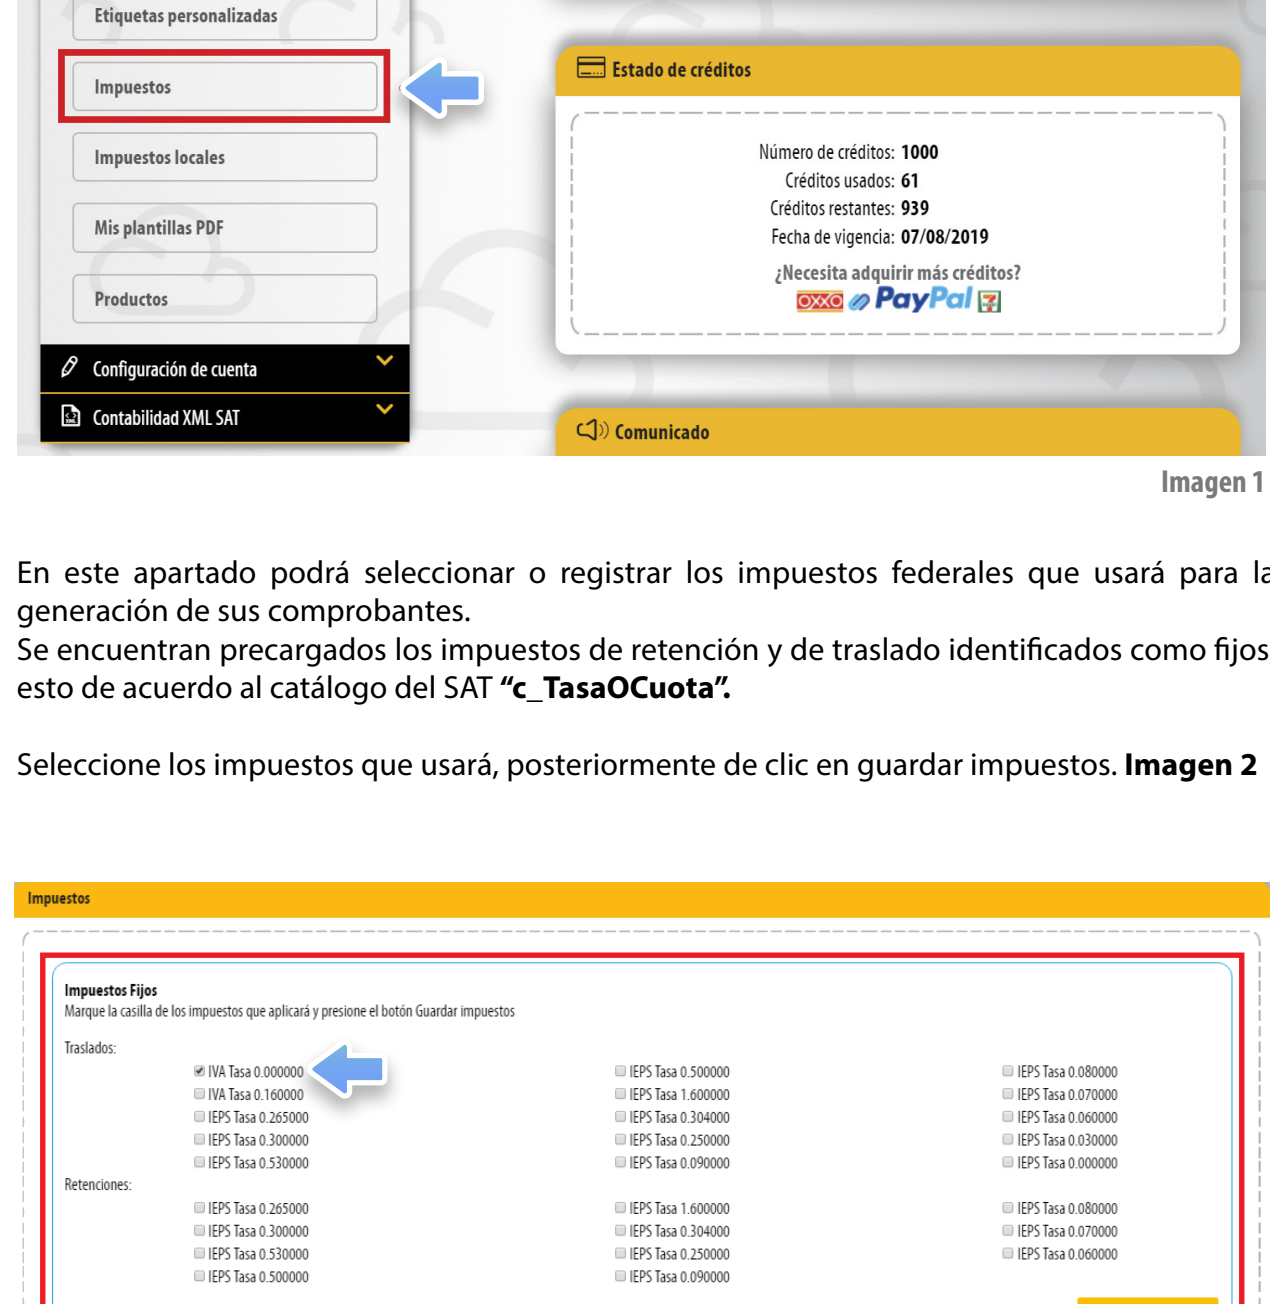 Etiquetas personalizadas
Impuestos
Impuestos locales
Mis plantillas PDF
Productos
Configuración de cuenta
Contabilidad XML SAT
Estado de créditos
Número de créditos: 1000
Créditos usados: 61
Créditos restantes: 939
Fecha de vigencia: 07/08/2019
¿Necesita adquirir más créditos?
OXXO PayPal
Comunicado
Imagen 1
En este apartado podrá seleccionar o registrar los impuestos federales que usará para la
generación de sus comprobantes.
Se encuentran precargados los impuestos de retención y de traslado identificados como fijos,
esto de acuerdo al catálogo del SAT “c_TasaOCuota”.
Seleccione los impuestos que usará, posteriormente de clic en guardar impuestos. Imagen 2
Impuestos
Impuestos Fijos
Marque la casilla de los impuestos que aplicará y presione el botón Guardar impuestos
Traslados:
IVA Tasa 0.000000 IEPS Tasa 0.500000 IEPS Tasa 0.080000
IVA Tasa 0.160000 IEPS Tasa 1.600000 IEPS Tasa 0.070000
IEPS Tasa 0.265000 IEPS Tasa 0.304000 IEPS Tasa 0.060000
IEPS Tasa 0.300000 IEPS Tasa 0.250000 IEPS Tasa 0.030000
IEPS Tasa 0.530000 IEPS Tasa 0.090000 IEPS Tasa 0.000000
Retenciones:
IEPS Tasa 0.265000 IEPS Tasa 1.600000 IEPS Tasa 0.080000
IEPS Tasa 0.300000 IEPS Tasa 0.304000 IEPS Tasa 0.070000
IEPS Tasa 0.530000 IEPS Tasa 0.250000 IEPS Tasa 0.060000
IEPS Tasa 0.500000 IEPS Tasa 0.090000